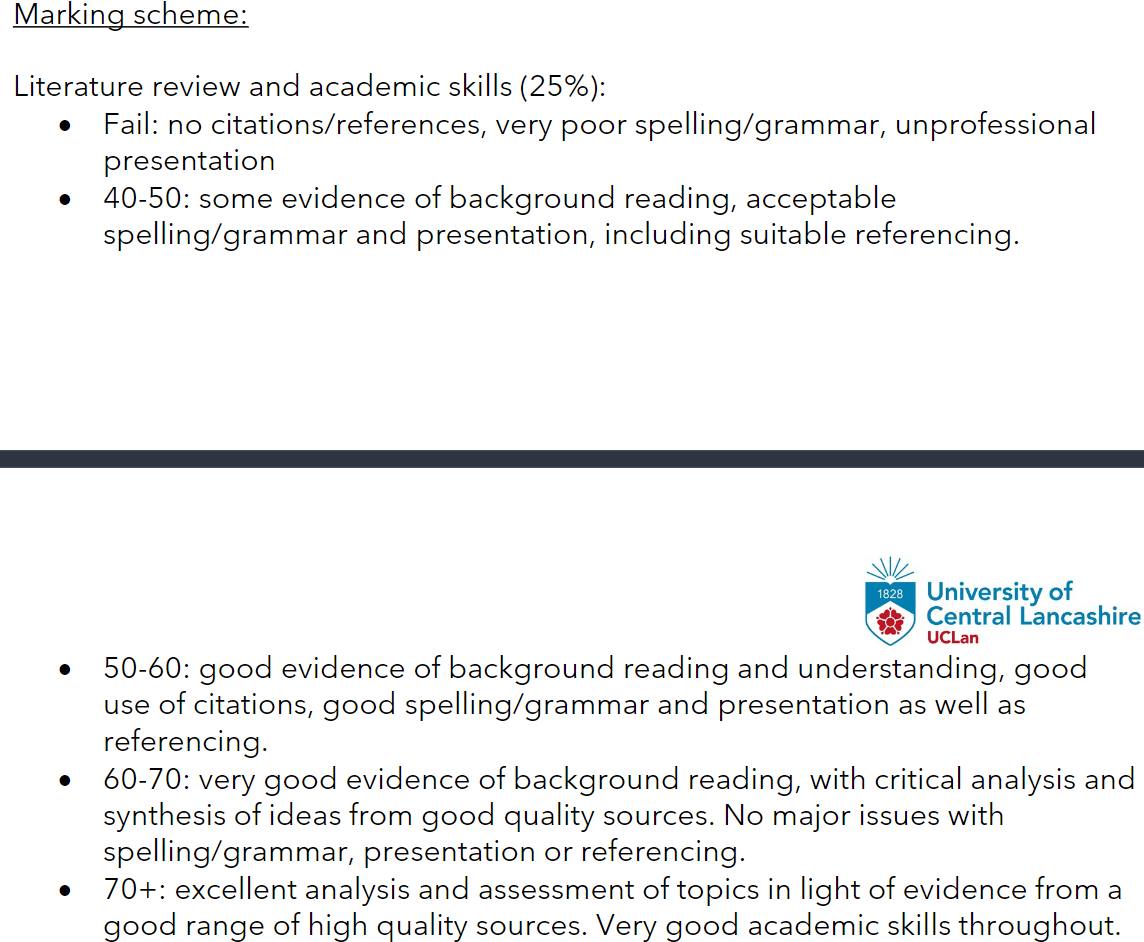 Marking scheme:
Literature review and academic skills (25%):
• Fail: no citations/references, very poor spelling/grammar, unprofessional
presentation
• 40-50: some evidence of background reading, acceptable
spelling/grammar and presentation, including suitable referencing.
1828
University of
Central Lancashire
UCLan
• 50-60: good evidence of background reading and understanding, good
use of citations, good spelling/grammar and presentation as well as
referencing.
• 60-70: very good evidence of background reading, with critical analysis and
synthesis of ideas from good quality sources. No major issues with
spelling/grammar, presentation or referencing.
• 70+: excellent analysis and assessment of topics in light of evidence from a
good range of high quality sources. Very good academic skills throughout.